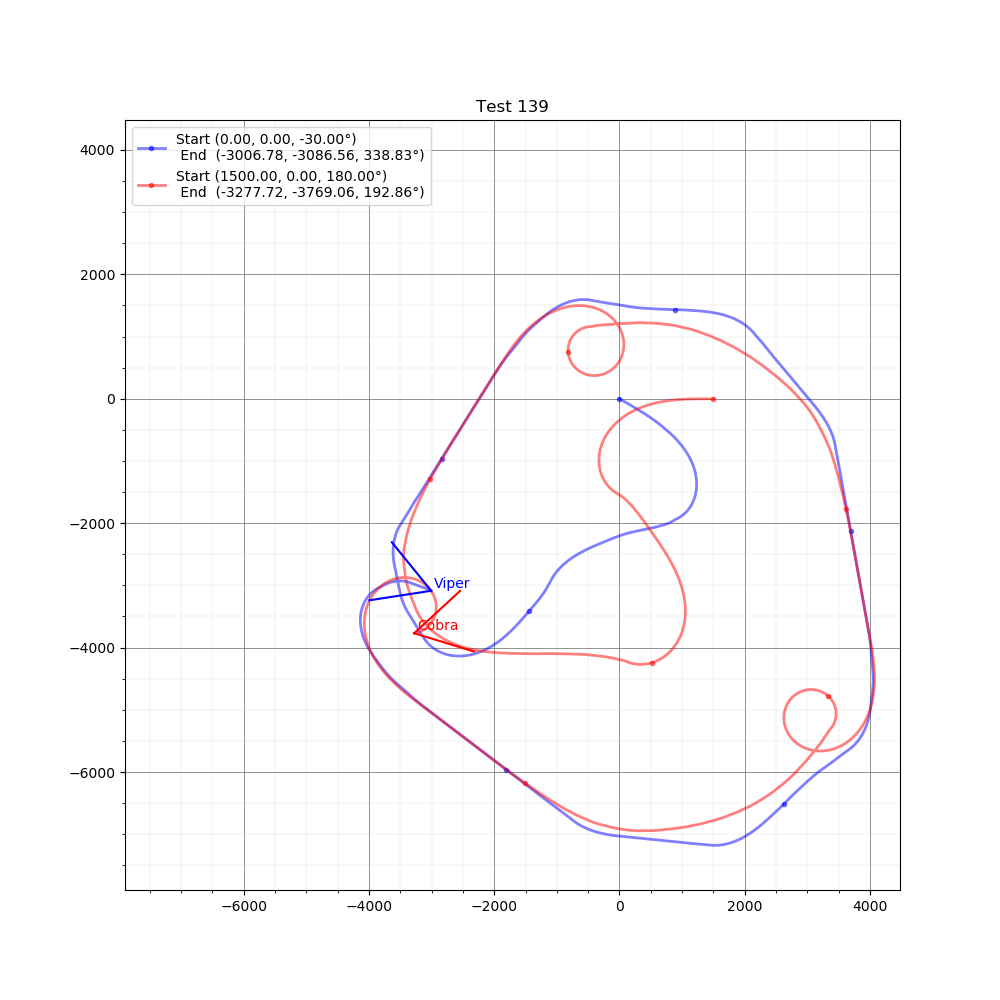 Test 139
Start (0.00, 0.00, -30.00°)
End  (-3006.78, -3086.56, 338.83°)
Start (1500.00, 0.00, 180.00°)
End  (-3277.72, -3769.06, 192.86°)
4000
2000
0
−2000
−4000
−6000
Viper
Cobra
−6000 −4000 −2000 0 2000 4000